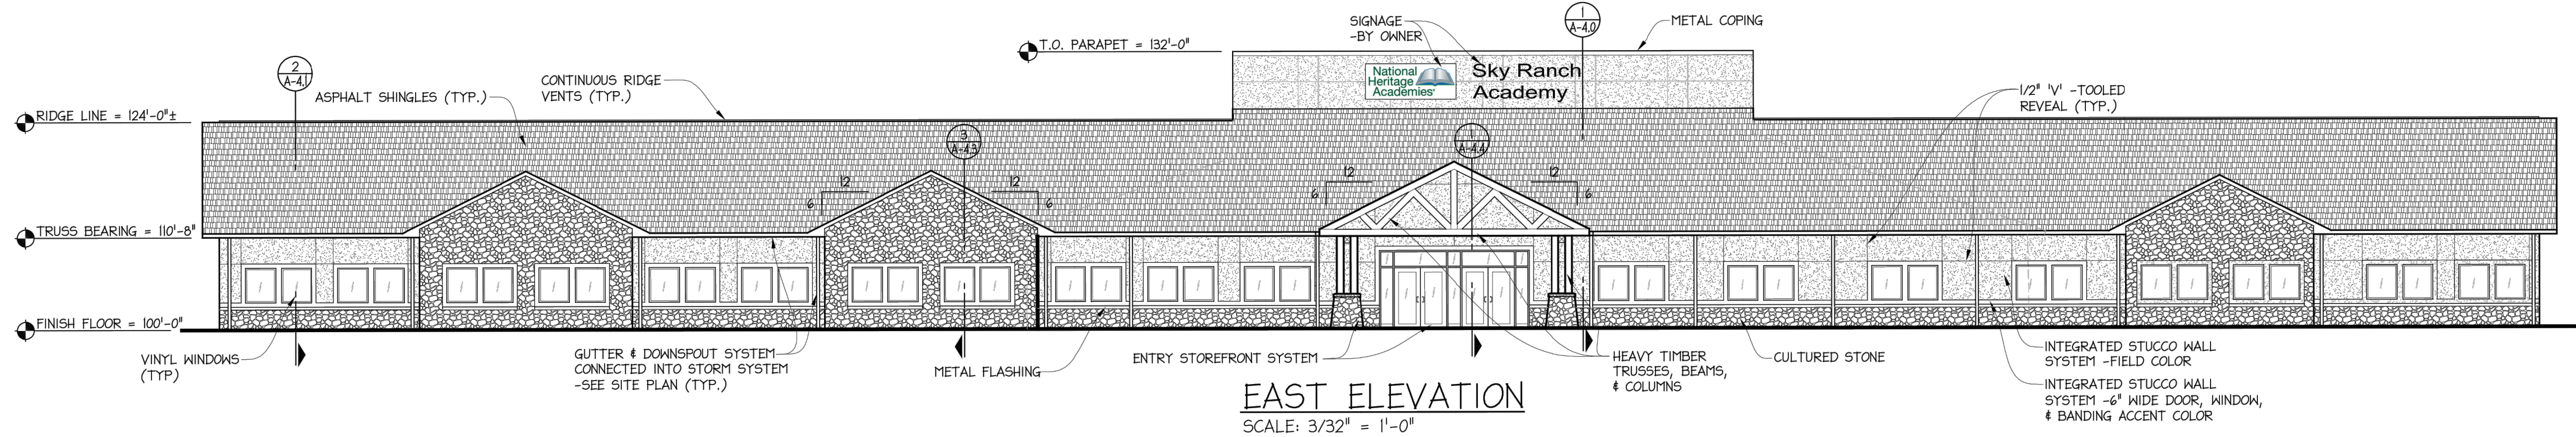 SIGNAGE
-BY OWNER
1
A-4.0
METAL COPING
T.O. PARAPET = 132'-0"
2
A-4.1
ASPHALT SHINGLES (TYP.)
CONTINUOUS RIDGE
VENTS (TYP.)
National
Heritage
Academies®
Sky Ranch
Academy
1/2" 'V' -TOOLED
REVEAL (TYP.)
RIDGE LINE = 124'-0"±
3
A-4.3
1
A-4.4
12
6
12
6
12
6
12
6
TRUSS BEARING = 110'-8"
FINISH FLOOR = 100'-0"
VINYL WINDOWS
(TYP)
GUTTER & DOWNSPOUT SYSTEM
CONNECTED INTO STORM SYSTEM
-SEE SITE PLAN (TYP.)
METAL FLASHING
ENTRY STOREFRONT SYSTEM
HEAVY TIMBER
TRUSSES, BEAMS,
& COLUMNS
CULTURED STONE
INTEGRATED STUCCO WALL
SYSTEM -FIELD COLOR
INTEGRATED STUCCO WALL
SYSTEM -6" WIDE DOOR, WINDOW,
& BANDING ACCENT COLOR
EAST ELEVATION
SCALE: 3/32" = 1'-0"